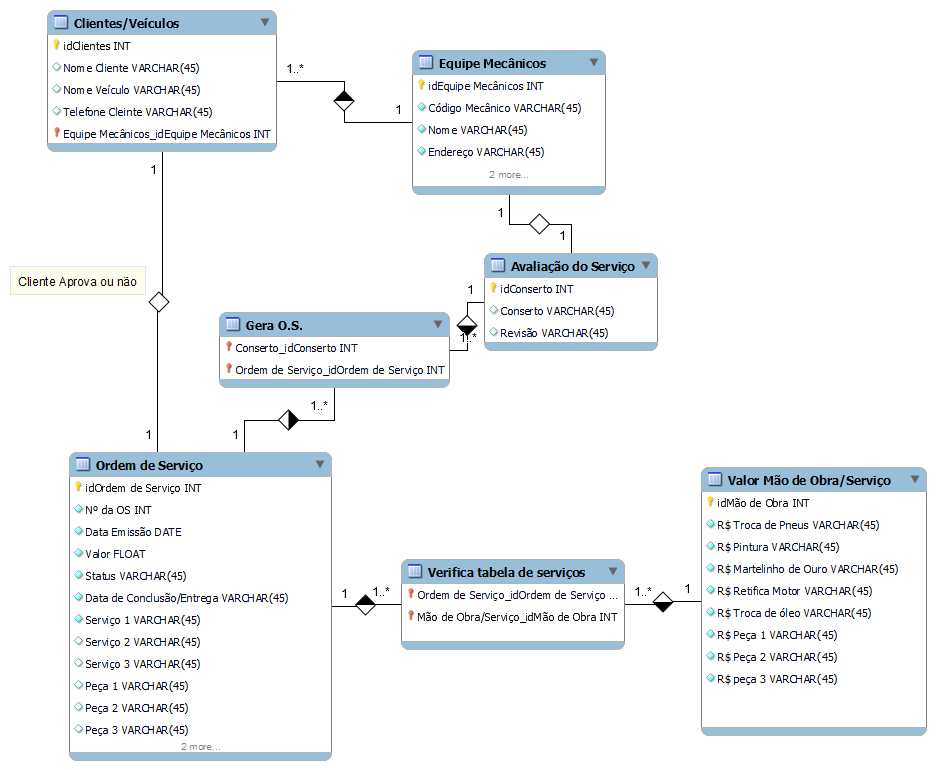 Clientes/Veículos
idClientes INT
Nome Cliente VARCHAR(45)
Nome Veículo VARCHAR(45)
Telefone Cleinte VARCHAR(45)
Equipe Mecânicos_idEquipe Mecânicos INT
1..*
1
Equipe Mecânicos
idEquipe Mecânicos INT
Código Mecânico VARCHAR(45)
Nome VARCHAR(45)
Endereço VARCHAR(45)
2 more...
1
1
1
Cliente Aprova ou não
1
Avaliação do Serviço
idConserto INT
Conserto VARCHAR(45)
Revisão VARCHAR(45)
1
1..*
Gera O.S.
Conserto_idConserto INT
Ordem de Serviço_idOrdem de Serviço INT
1..*
1
Ordem de Serviço
idOrdem de Serviço INT
Nº da OS INT
Data Emissão DATE
Valor FLOAT
Status VARCHAR(45)
Data de Conclusão/Entrega VARCHAR(45)
Serviço 1 VARCHAR(45)
Serviço 2 VARCHAR(45)
Serviço 3 VARCHAR(45)
Peça 1 VARCHAR(45)
Peça 2 VARCHAR(45)
Peça 3 VARCHAR(45)
2 more...
1
1..*
Verifica tabela de serviços
Ordem de Serviço_idOrdem de Serviço ...
Mão de Obra/Serviço_idMão de Obra INT
1..*
1
Valor Mão de Obra/Serviço
idMão de Obra INT
R$ Troca de Pneus VARCHAR(45)
R$ Pintura VARCHAR(45)
R$ Martelinho de Ouro VARCHAR(45)
R$ Retifica Motor VARCHAR(45)
R$ Troca de óleo VARCHAR(45)
R$ Peça 1 VARCHAR(45)
R$ Peça 2 VARCHAR(45)
R$ peça 3 VARCHAR(45)